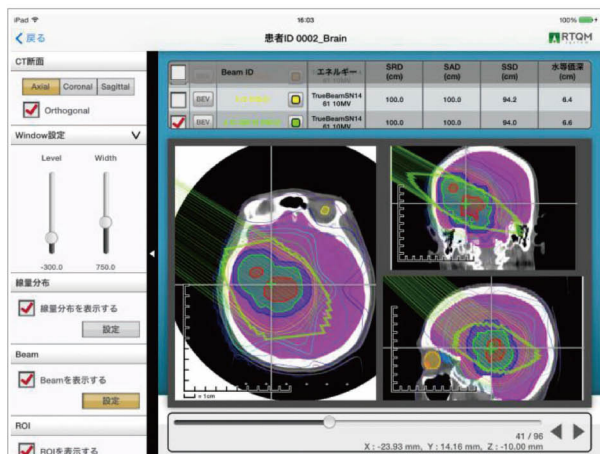 iPad
16:03
100%
戻る
患者ID 0002_Brain
RTQM
system
CT断面
Axial Coronal Sagittal
Orthogonal
Window設定
Level Width
-300.0 750.0
線量分布
線量分布を表示する
設定
Beam
Beamを表示する
設定
ROI
ROIを表示する
Beam ID エネルギー SRD (cm) SAD (cm) SSD (cm) 水等価深 (cm)
BEV TrueBeamSN14 61 10MV 100.0 100.0 94.2 6.4
BEV TrueBeamSN14 61 10MV 100.0 100.0 94.0 6.6
= 1cm
41 / 96
X : -23.93 mm, Y : 14.16 mm, Z : -10.00 mm